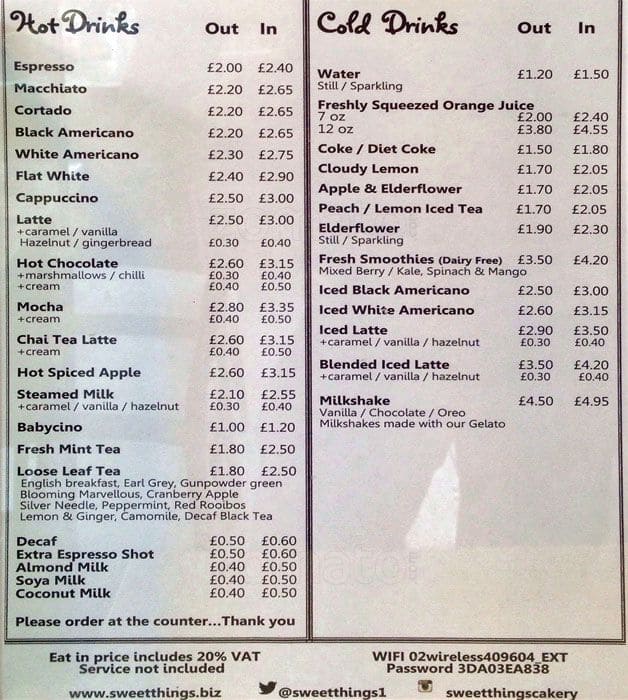 Hot Drinks Out In
Espresso £2.00 £2.40
Macchiato £2.20 £2.65
Cortado £2.20 £2.65
Black Americano £2.20 £2.65
White Americano £2.30 £2.75
Flat White £2.40 £2.90
Cappuccino £2.50 £3.00
Latte £2.50 £3.00
+caramel / vanilla
Hazelnut / gingerbread £0.30 £0.40
Hot Chocolate £2.60 £3.15
+marshmallows / chilli £0.30 £0.40
+cream £0.40 £0.50
Mocha £2.80 £3.35
+cream £0.40 £0.50
Chai Tea Latte £2.60 £3.15
+cream £0.40 £0.50
Hot Spiced Apple £2.60 £3.15
Steamed Milk £2.10 £2.55
+caramel / vanilla / hazelnut £0.30 £0.40
Babycino £1.00 £1.20
Fresh Mint Tea £1.80 £2.50
Loose Leaf Tea £1.80 £2.50
English breakfast, Earl Grey, Gunpowder green
Blooming Marvellous, Cranberry Apple
Silver Needle, Peppermint, Red Rooibos
Lemon & Ginger, Camomile, Decaf Black Tea
Decaf £0.50 £0.60
Extra Espresso Shot £0.50 £0.60
Almond Milk £0.40 £0.50
Soya Milk £0.40 £0.50
Coconut Milk £0.40 £0.50
Please order at the counter...Thank you
Cold Drinks Out In
Water £1.20 £1.50
Still / Sparkling
Freshly Squeezed Orange Juice
7 oz £2.00 £2.40
12 oz £3.80 £4.55
Coke / Diet Coke £1.50 £1.80
Cloudy Lemon £1.70 £2.05
Apple & Elderflower £1.70 £2.05
Peach / Lemon Iced Tea £1.70 £2.05
Elderflower £1.90 £2.30
Still / Sparkling
Fresh Smoothies (Dairy Free) £3.50 £4.20
Mixed Berry / Kale, Spinach & Mango
Iced Black Americano £2.50 £3.00
Iced White Americano £2.60 £3.15
Iced Latte £2.90 £3.50
+caramel / vanilla / hazelnut £0.30 £0.40
Blended Iced Latte £3.50 £4.20
+caramel / vanilla / hazelnut £0.30 £0.40
Milkshake £4.50 £4.95
Vanilla / Chocolate / Oreo
Milkshakes made with our Gelato
Eat in price includes 20% VAT
Service not included
WIFI 02wireless409604_EXT
Password 3DA03EA838
www.sweetthings.biz @sweetthings1 sweetthingscakery